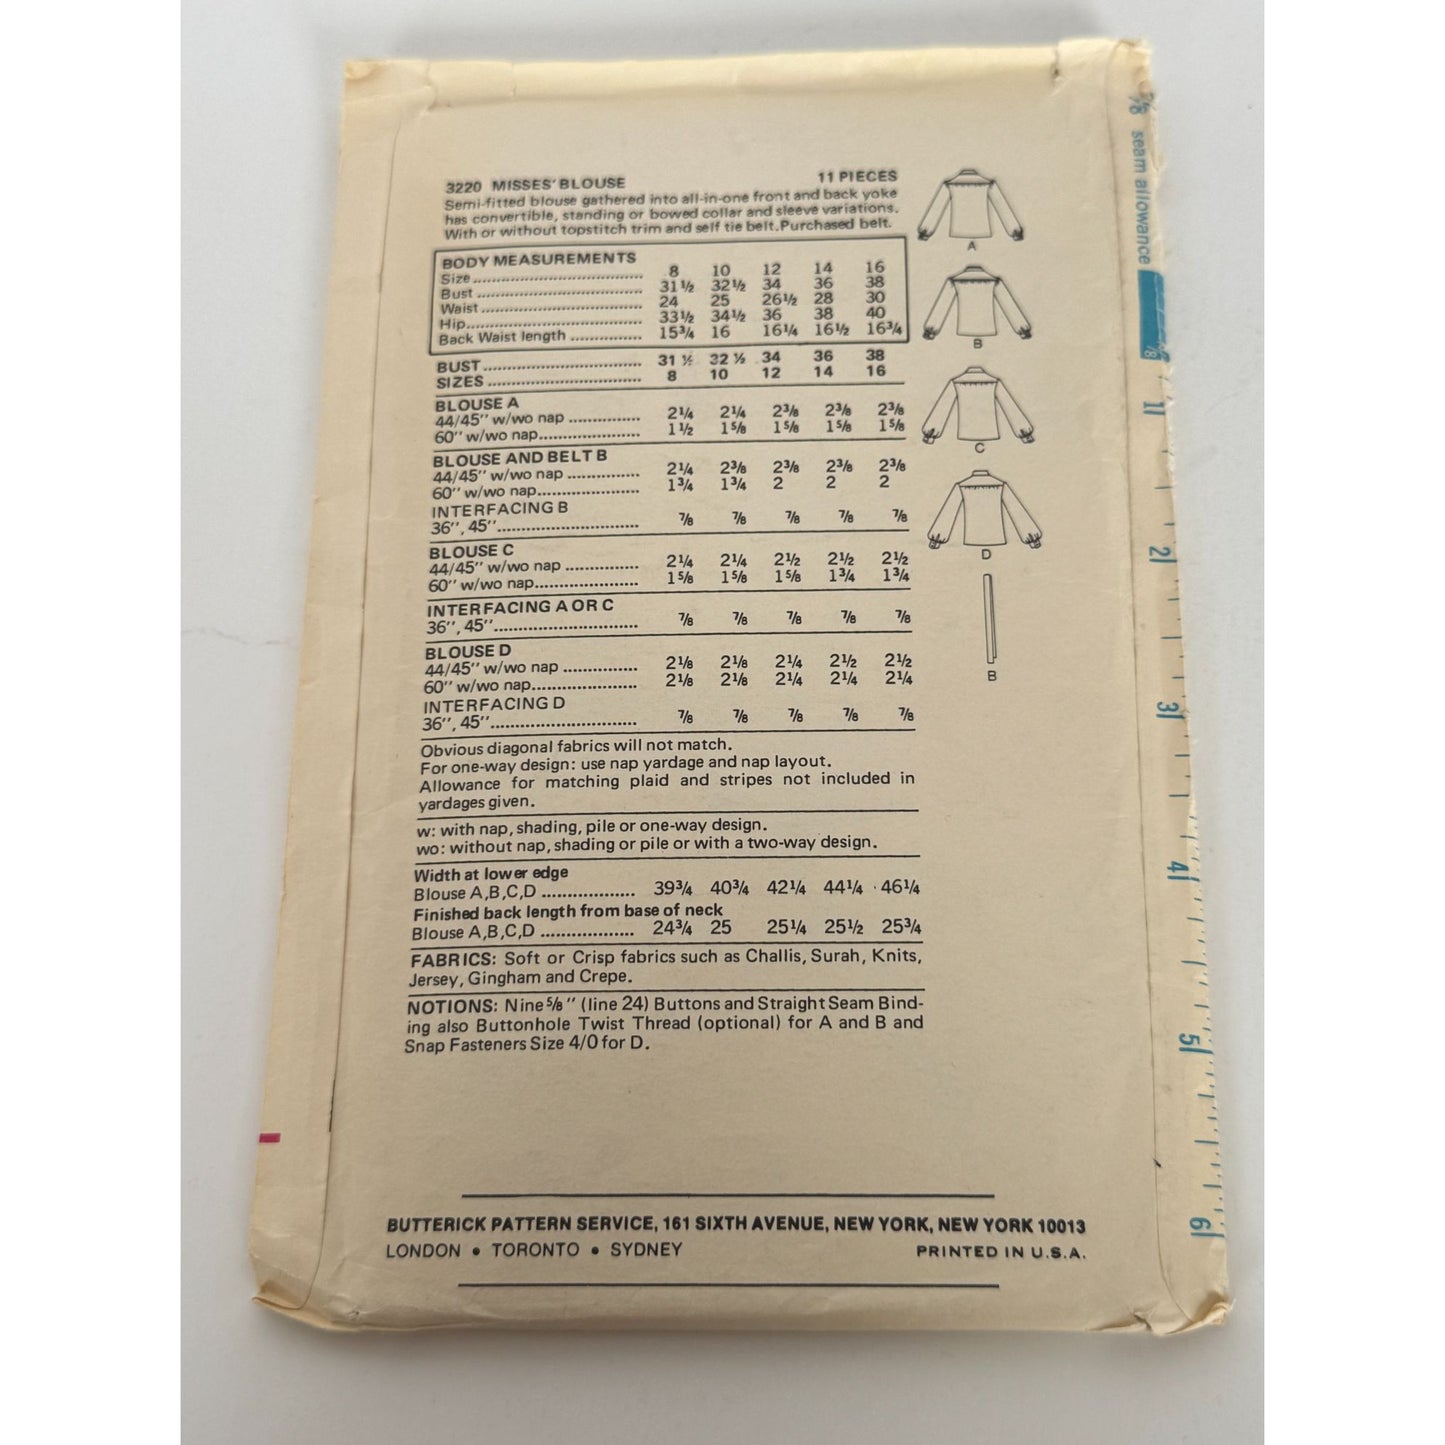 3220 MISSES' BLOUSE 11 PIECES
Semi-fitted blouse gathered into all-in-one front and back yoke
has convertible, standing or bowed collar and sleeve variations.
With or without topstitch trim and self tie belt. Purchased belt.
BODY MEASUREMENTS
Size 8 10 12 14 16
Bust 31½ 32½ 34 36 38
Waist 24 25 26½ 28 30
Hip 33½ 34½ 36 38 40
Back Waist length 15¾ 16 16¼ 16½ 16¾
BUST 31 ½ 32 ½ 34 36 38
SIZES 8 10 12 14 16
BLOUSE A
44/45" w/wo nap 2¼ 2¼ 2⅜ 2⅜ 2⅜
60" w/wo nap 1½ 1⅝ 1⅝ 1⅝ 1⅝
BLOUSE AND BELT B
44/45" w/wo nap 2¼ 2⅜ 2⅜ 2⅜ 2⅜
60" w/wo nap 1¾ 1¾ 2 2 2
INTERFACING B
36", 45" ⅞ ⅞ ⅞ ⅞ ⅞
BLOUSE C
44/45" w/wo nap 2¼ 2¼ 2½ 2½ 2½
60" w/wo nap 1⅝ 1⅝ 1⅝ 1¾ 1¾
INTERFACING A OR C
36", 45" ⅞ ⅞ ⅞ ⅞ ⅞
BLOUSE D
44/45" w/wo nap 2⅛ 2⅛ 2¼ 2½ 2½
60" w/wo nap 2⅛ 2⅛ 2¼ 2¼ 2¼
INTERFACING D
36", 45" ⅞ ⅞ ⅞ ⅞ ⅞
Obvious diagonal fabrics will not match.
For one-way design: use nap yardage and nap layout.
Allowance for matching plaid and stripes not included in
yardages given.
w: with nap, shading, pile or one-way design.
wo: without nap, shading or pile or with a two-way design.
Width at lower edge
Blouse A,B,C,D 39¾ 40¾ 42¼ 44¼ 46¼
Finished back length from base of neck
Blouse A,B,C,D 24¾ 25 25¼ 25½ 25¾
FABRICS: Soft or Crisp fabrics such as Challis, Surah, Knits,
Jersey, Gingham and Crepe.
NOTIONS: Nine ⅝" (line 24) Buttons and Straight Seam Bind-
ing also Buttonhole Twist Thread (optional) for A and B and
Snap Fasteners Size 4/0 for D.
A
B
C
D
B
BUTTERICK PATTERN SERVICE, 161 SIXTH AVENUE, NEW YORK, NEW YORK 10013
LONDON • TORONTO • SYDNEY PRINTED IN U.S.A.
⅝ seam allowance
⅝
1
2
3
4
5
6